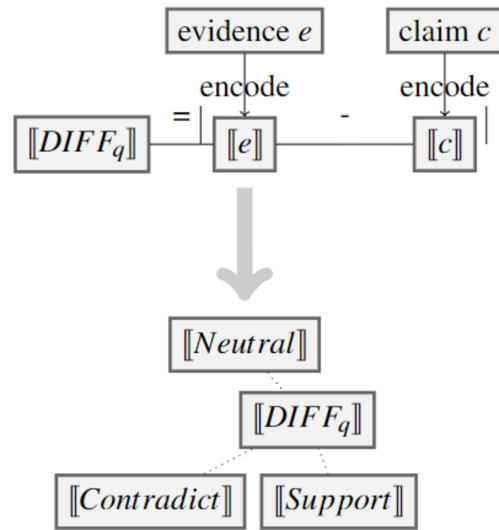 evidence e claim c
encode encode
⟦DIFF_q⟧ = | ⟦e⟧ - ⟦c⟧ |
⟦Neutral⟧
⟦DIFF_q⟧
⟦Contradict⟧ ⟦Support⟧